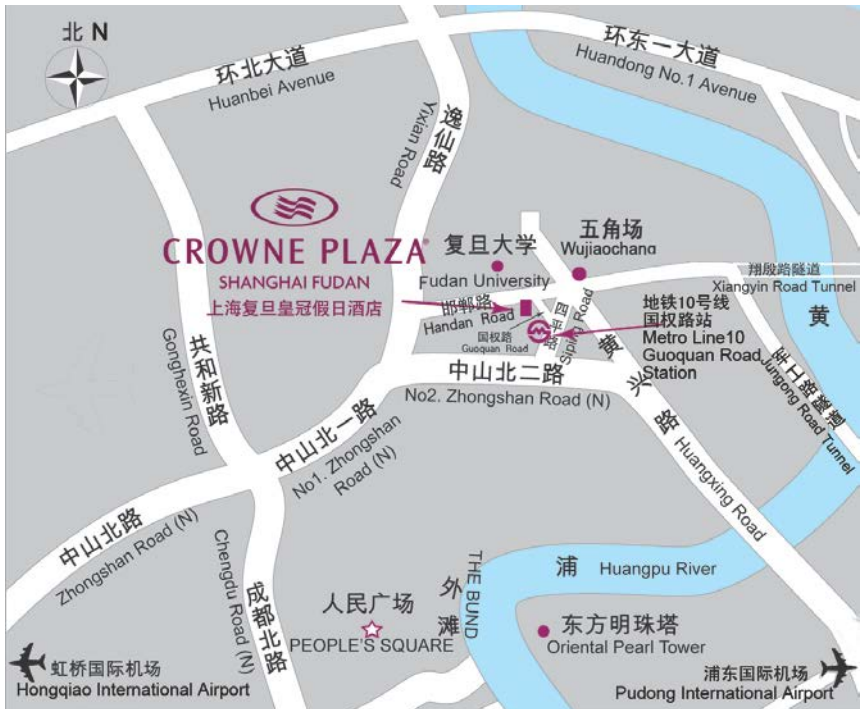 北 N
环北大道
Huanbei Avenue
环东一大道
Huandong No.1 Avenue
逸仙路
Yixian Road
CROWNE PLAZA®
SHANGHAI FUDAN
上海复旦皇冠假日酒店
复旦大学
Fudan University
五角场
Wujiaochang
翔殷路隧道
Xiangyin Road Tunnel
邯郸路
Handan Road
国权路
Guoquan Road
四平路
Siping Road
地铁10号线
国权路站
Metro Line10
Guoquan Road
Station
黄
军工路隧道
Jungong Road Tunnel
共和新路
Gonghexin Road
中山北二路
No2. Zhongshan Road (N)
黄兴路
Huangxing Road
中山北一路
No1. Zhongshan
Road (N)
中山北路
Zhongshan Road (N)
Chengdu Road (N)
成都北路
人民广场
PEOPLE'S SQUARE
外滩
THE BUND
浦
Huangpu River
东方明珠塔
Oriental Pearl Tower
虹桥国际机场
Hongqiao International Airport
浦东国际机场
Pudong International Airport